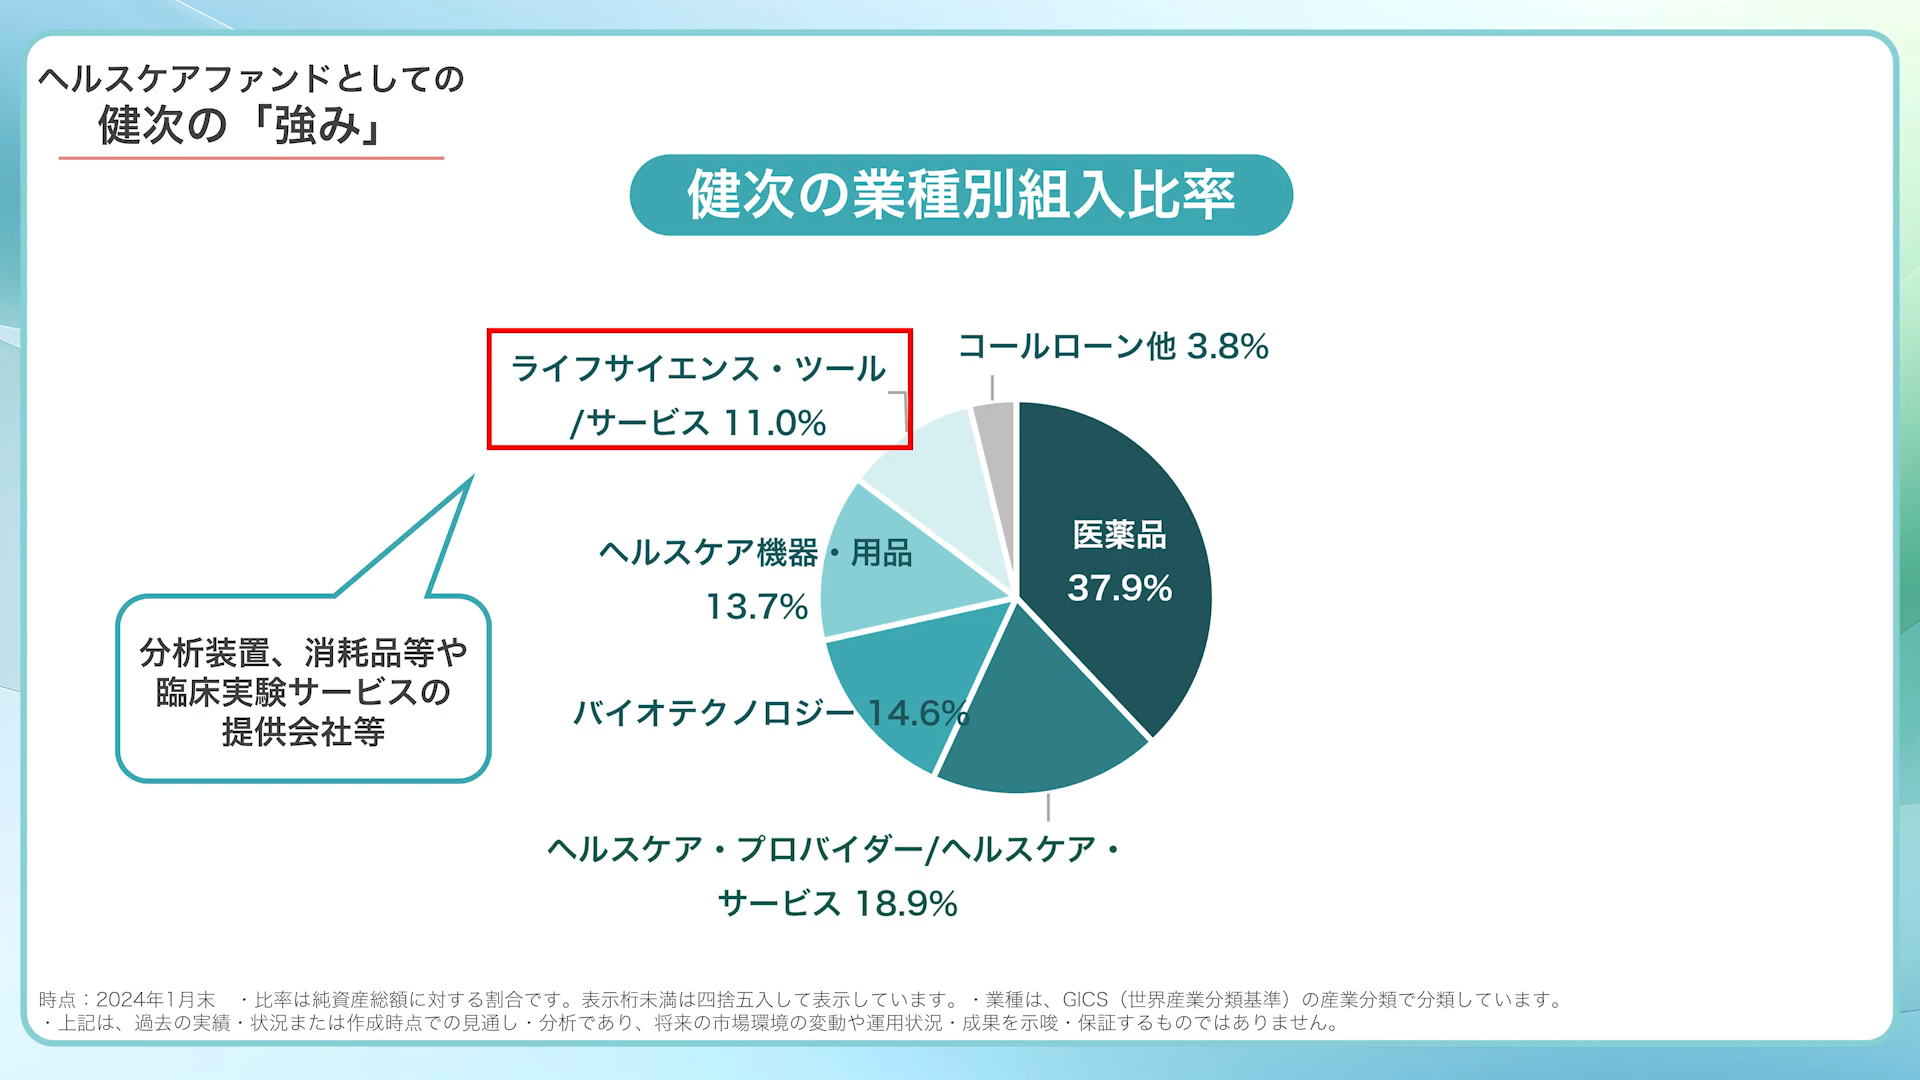 ヘルスケアファンドとしての
健次の「強み」
健次の業種別組入比率
ライフサイエンス・ツール
/サービス 11.0%
コールローン他 3.8%
医薬品
37.9%
ヘルスケア機器・用品
13.7%
分析装置、消耗品等や
臨床実験サービスの
提供会社等
バイオテクノロジー 14.6%
ヘルスケア・プロバイダー/ヘルスケア・
サービス 18.9%
時点：2024年1月末　・比率は純資産総額に対する割合です。表示桁未満は四捨五入して表示しています。・業種は、GICS（世界産業分類基準）の産業分類で分類しています。
・上記は、過去の実績・状況または作成時点での見通し・分析であり、将来の市場環境の変動や運用状況・成果を示唆・保証するものではありません。